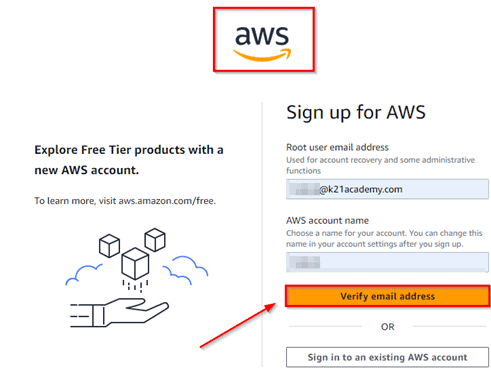 aws
Explore Free Tier products with a
new AWS account.
To learn more, visit aws.amazon.com/free.
Sign up for AWS
Root user email address
Used for account recovery and some administrative
functions
@k21academy.com
AWS account name
Choose a name for your account. You can change this
name in your account settings after you sign up.
Verify email address
OR
Sign in to an existing AWS account